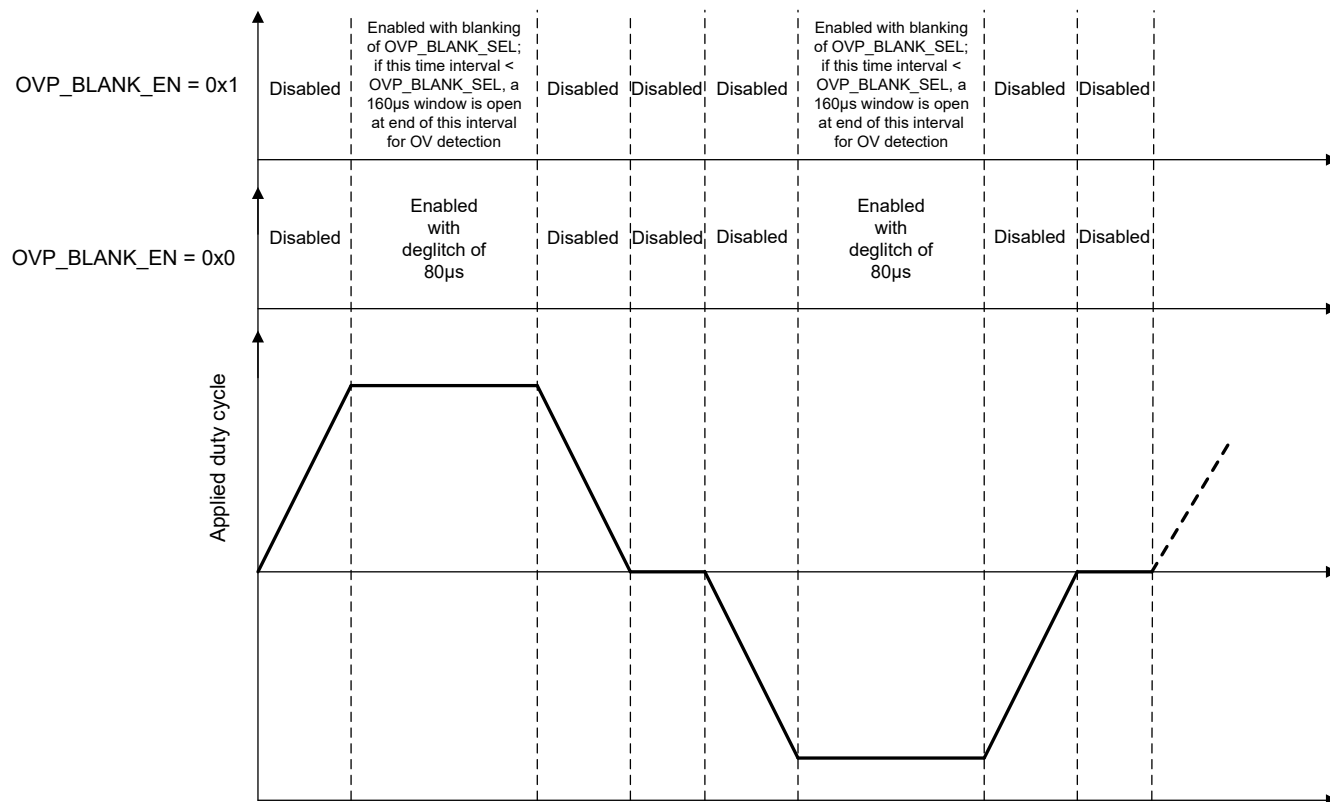 OVP_BLANK_EN = 0x1
Disabled
Enabled with blanking
of OVP_BLANK_SEL;
if this time interval <
OVP_BLANK_SEL, a
160µs window is open
at end of this interval
for OV detection
Disabled
Disabled
Disabled
Enabled with blanking
of OVP_BLANK_SEL;
if this time interval <
OVP_BLANK_SEL, a
160µs window is open
at end of this interval
for OV detection
Disabled
Disabled
OVP_BLANK_EN = 0x0
Disabled
Enabled
with
deglitch of
80µs
Disabled
Disabled
Disabled
Enabled
with
deglitch of
80µs
Disabled
Disabled
Applied duty cycle